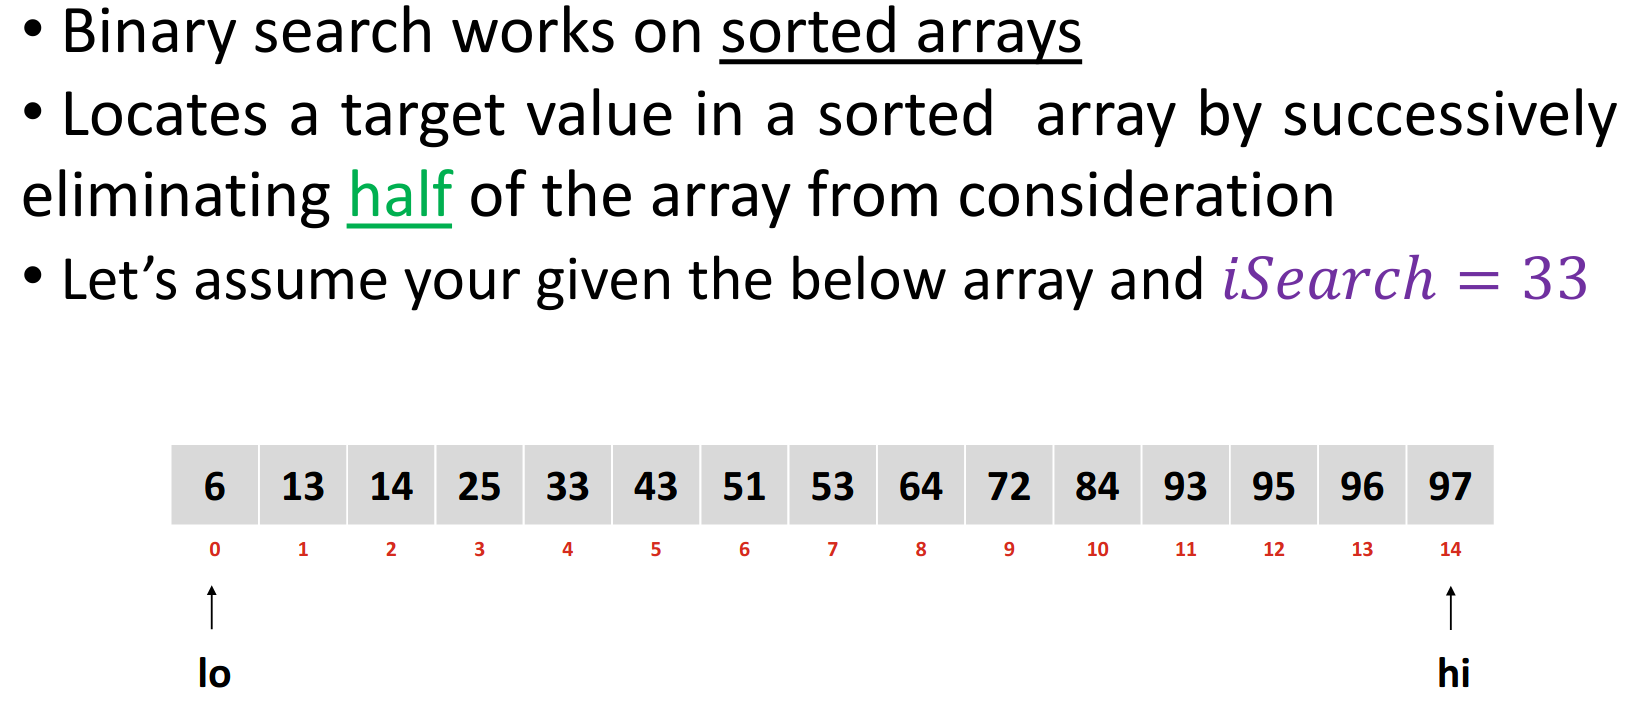 • Binary search works on sorted arrays
• Locates a target value in a sorted array by successively
eliminating half of the array from consideration
• Let’s assume your given the below array and iSearch = 33
6 13 14 25 33 43 51 53 64 72 84 93 95 96 97
0 1 2 3 4 5 6 7 8 9 10 11 12 13 14
lo hi